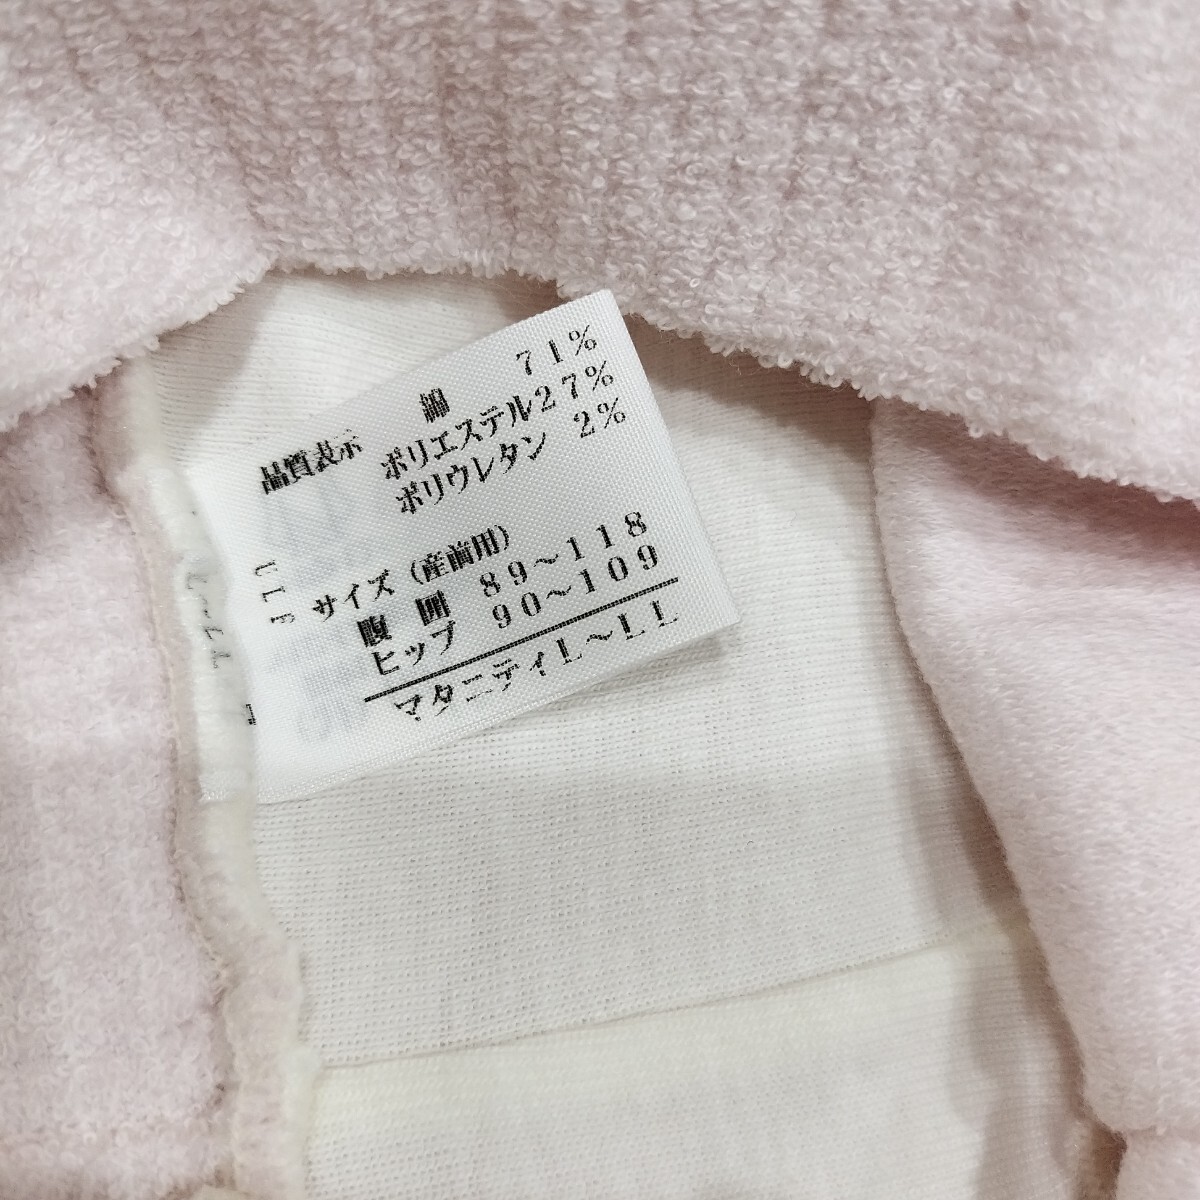 品質表示 綿 71%
ポリエステル27%
ポリウレタン 2%
サイズ(産前用)
腹囲 89～118
ヒップ 90～109
マタニティL～LL